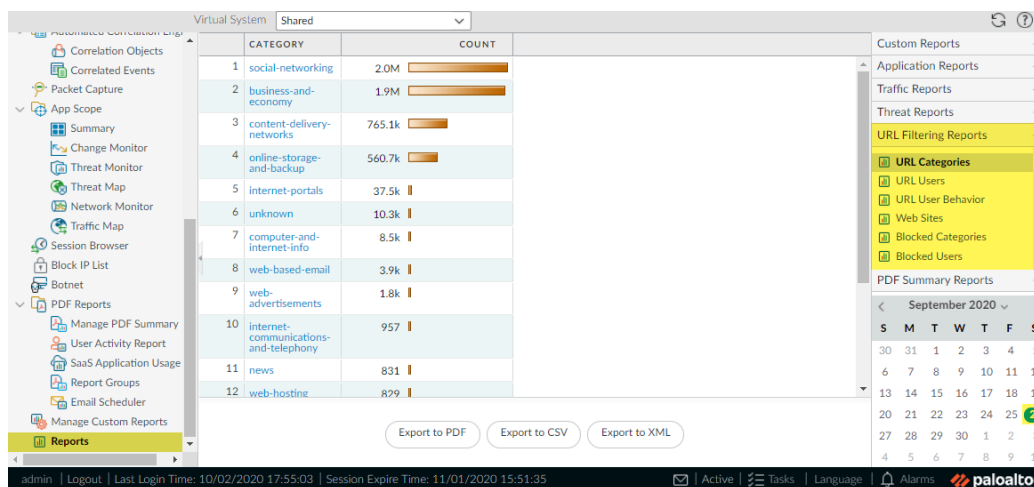 Virtual System Shared
Automated Correlation Engi
Correlation Objects
Correlated Events
Packet Capture
App Scope
Summary
Change Monitor
Threat Monitor
Threat Map
Network Monitor
Traffic Map
Session Browser
Block IP List
Botnet
PDF Reports
Manage PDF Summary
User Activity Report
SaaS Application Usage
Report Groups
Email Scheduler
Manage Custom Reports
Reports
CATEGORY COUNT
1 social-networking 2.0M
2 business-and-
economy 1.9M
3 content-delivery-
networks 765.1k
4 online-storage-
and-backup 560.7k
5 internet-portals 37.5k
6 unknown 10.3k
7 computer-and-
internet-info 8.5k
8 web-based-email 3.9k
9 web-
advertisements 1.8k
10 internet-
communications-
and-telephony 957
11 news 831
12 web-hosting 829
Export to PDF Export to CSV Export to XML
Custom Reports
Application Reports
Traffic Reports
Threat Reports
URL Filtering Reports
URL Categories
URL Users
URL User Behavior
Web Sites
Blocked Categories
Blocked Users
PDF Summary Reports
September 2020
S M T W T F S
30 31 1 2 3 4
6 7 8 9 10 11 1
13 14 15 16 17 18 1
20 21 22 23 24 25 2
27 28 29 30 1 2
4 5 6 7 8 9 1
admin | Logout | Last Login Time: 10/02/2020 17:55:03 | Session Expire Time: 11/01/2020 15:51:35 | Active | Tasks | Language | Alarms paloalto